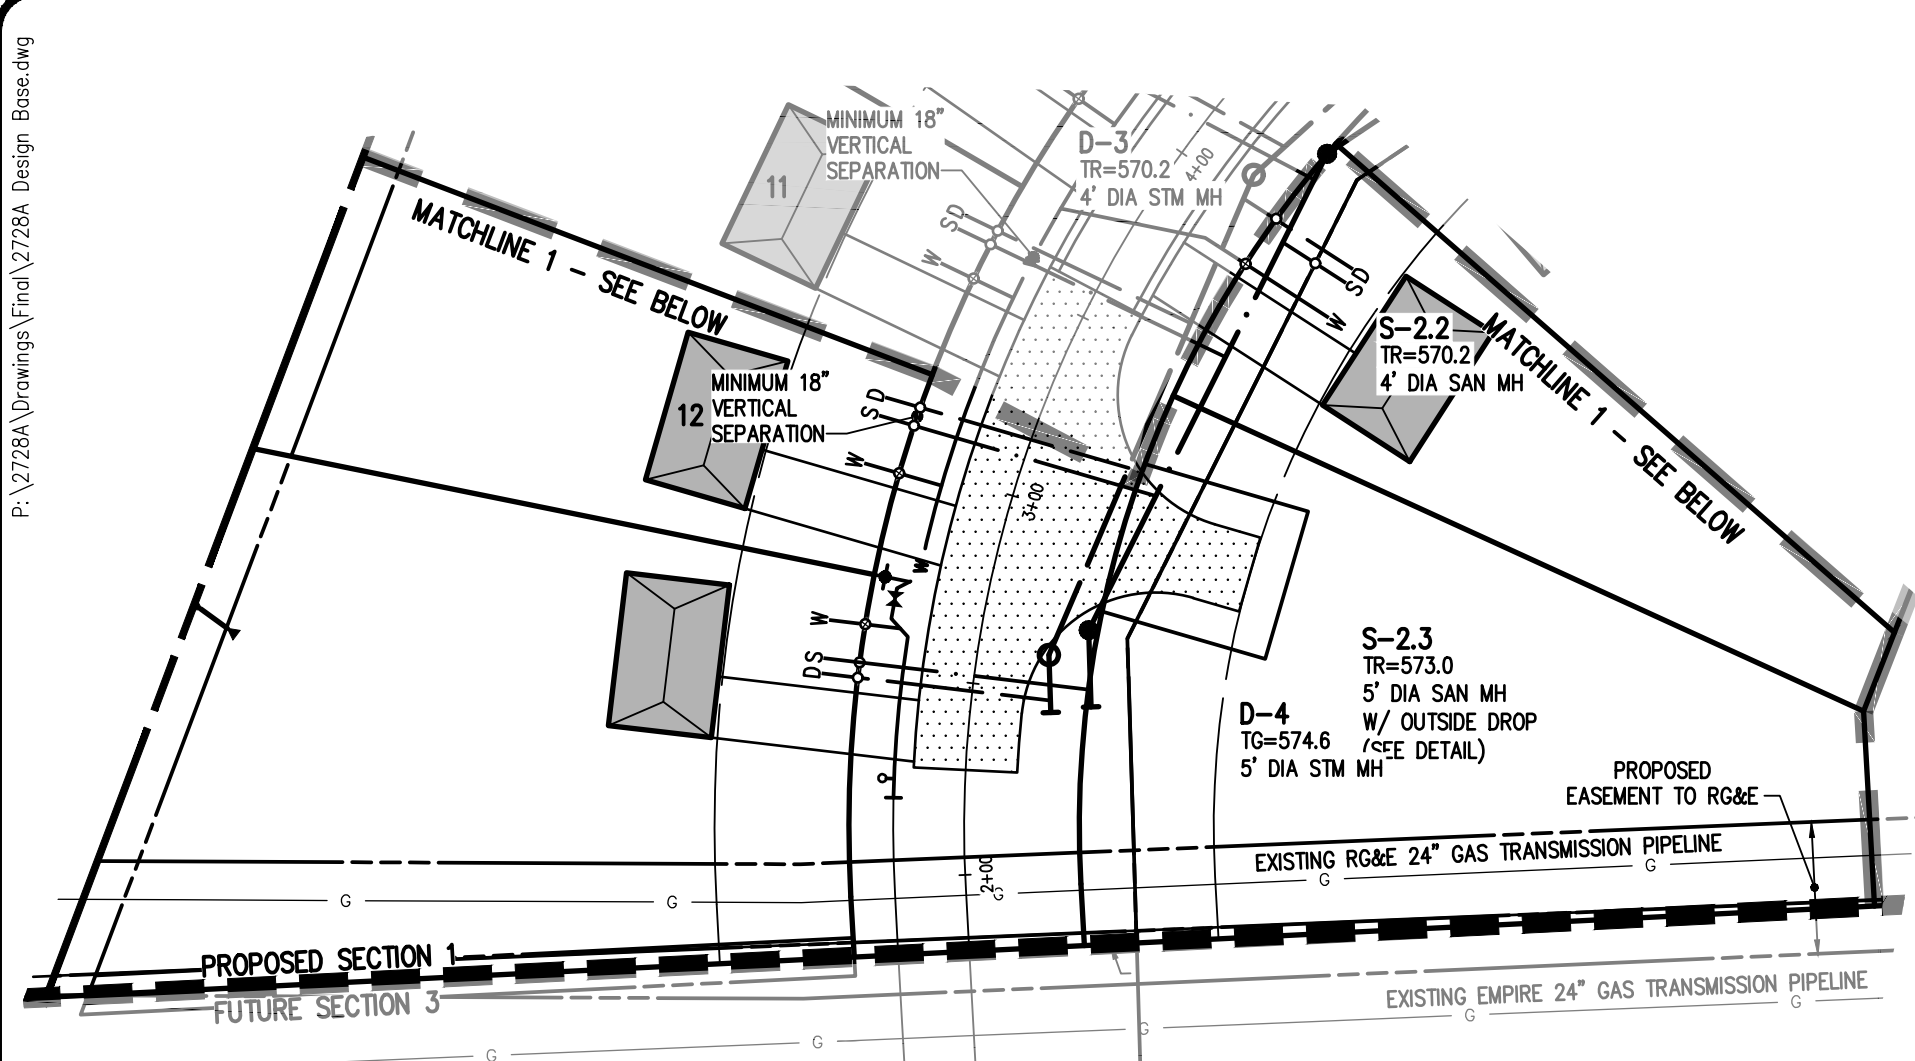 P:\2728A\Drawings\Final\2728A Design Base.dwg
MINIMUM 18"
VERTICAL
SEPARATION
11
D-3
TR=570.2
4' DIA STM MH
4+00
SD
W
MATCHLINE 1 - SEE BELOW
SD
W
S-2.2
TR=570.2
4' DIA SAN MH
MATCHLINE 1 - SEE BELOW
12
MINIMUM 18"
VERTICAL
SEPARATION
S D
W
3+00
W
W
DS
S-2.3
TR=573.0
5' DIA SAN MH
W/ OUTSIDE DROP
(SEE DETAIL)
D-4
TG=574.6
5' DIA STM MH
PROPOSED
EASEMENT TO RG&E
EXISTING RG&E 24" GAS TRANSMISSION PIPELINE
2+00
G
G
G
G
G
PROPOSED SECTION 1
FUTURE SECTION 3
EXISTING EMPIRE 24" GAS TRANSMISSION PIPELINE
G
G
G
G
G